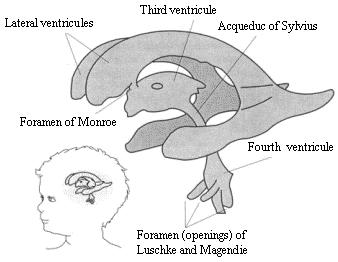 Third ventricule
Lateral ventricules
Acqueduc of Sylvius
Foramen of Monroe
Fourth ventricule
Foramen (openings) of
Luschke and Magendie